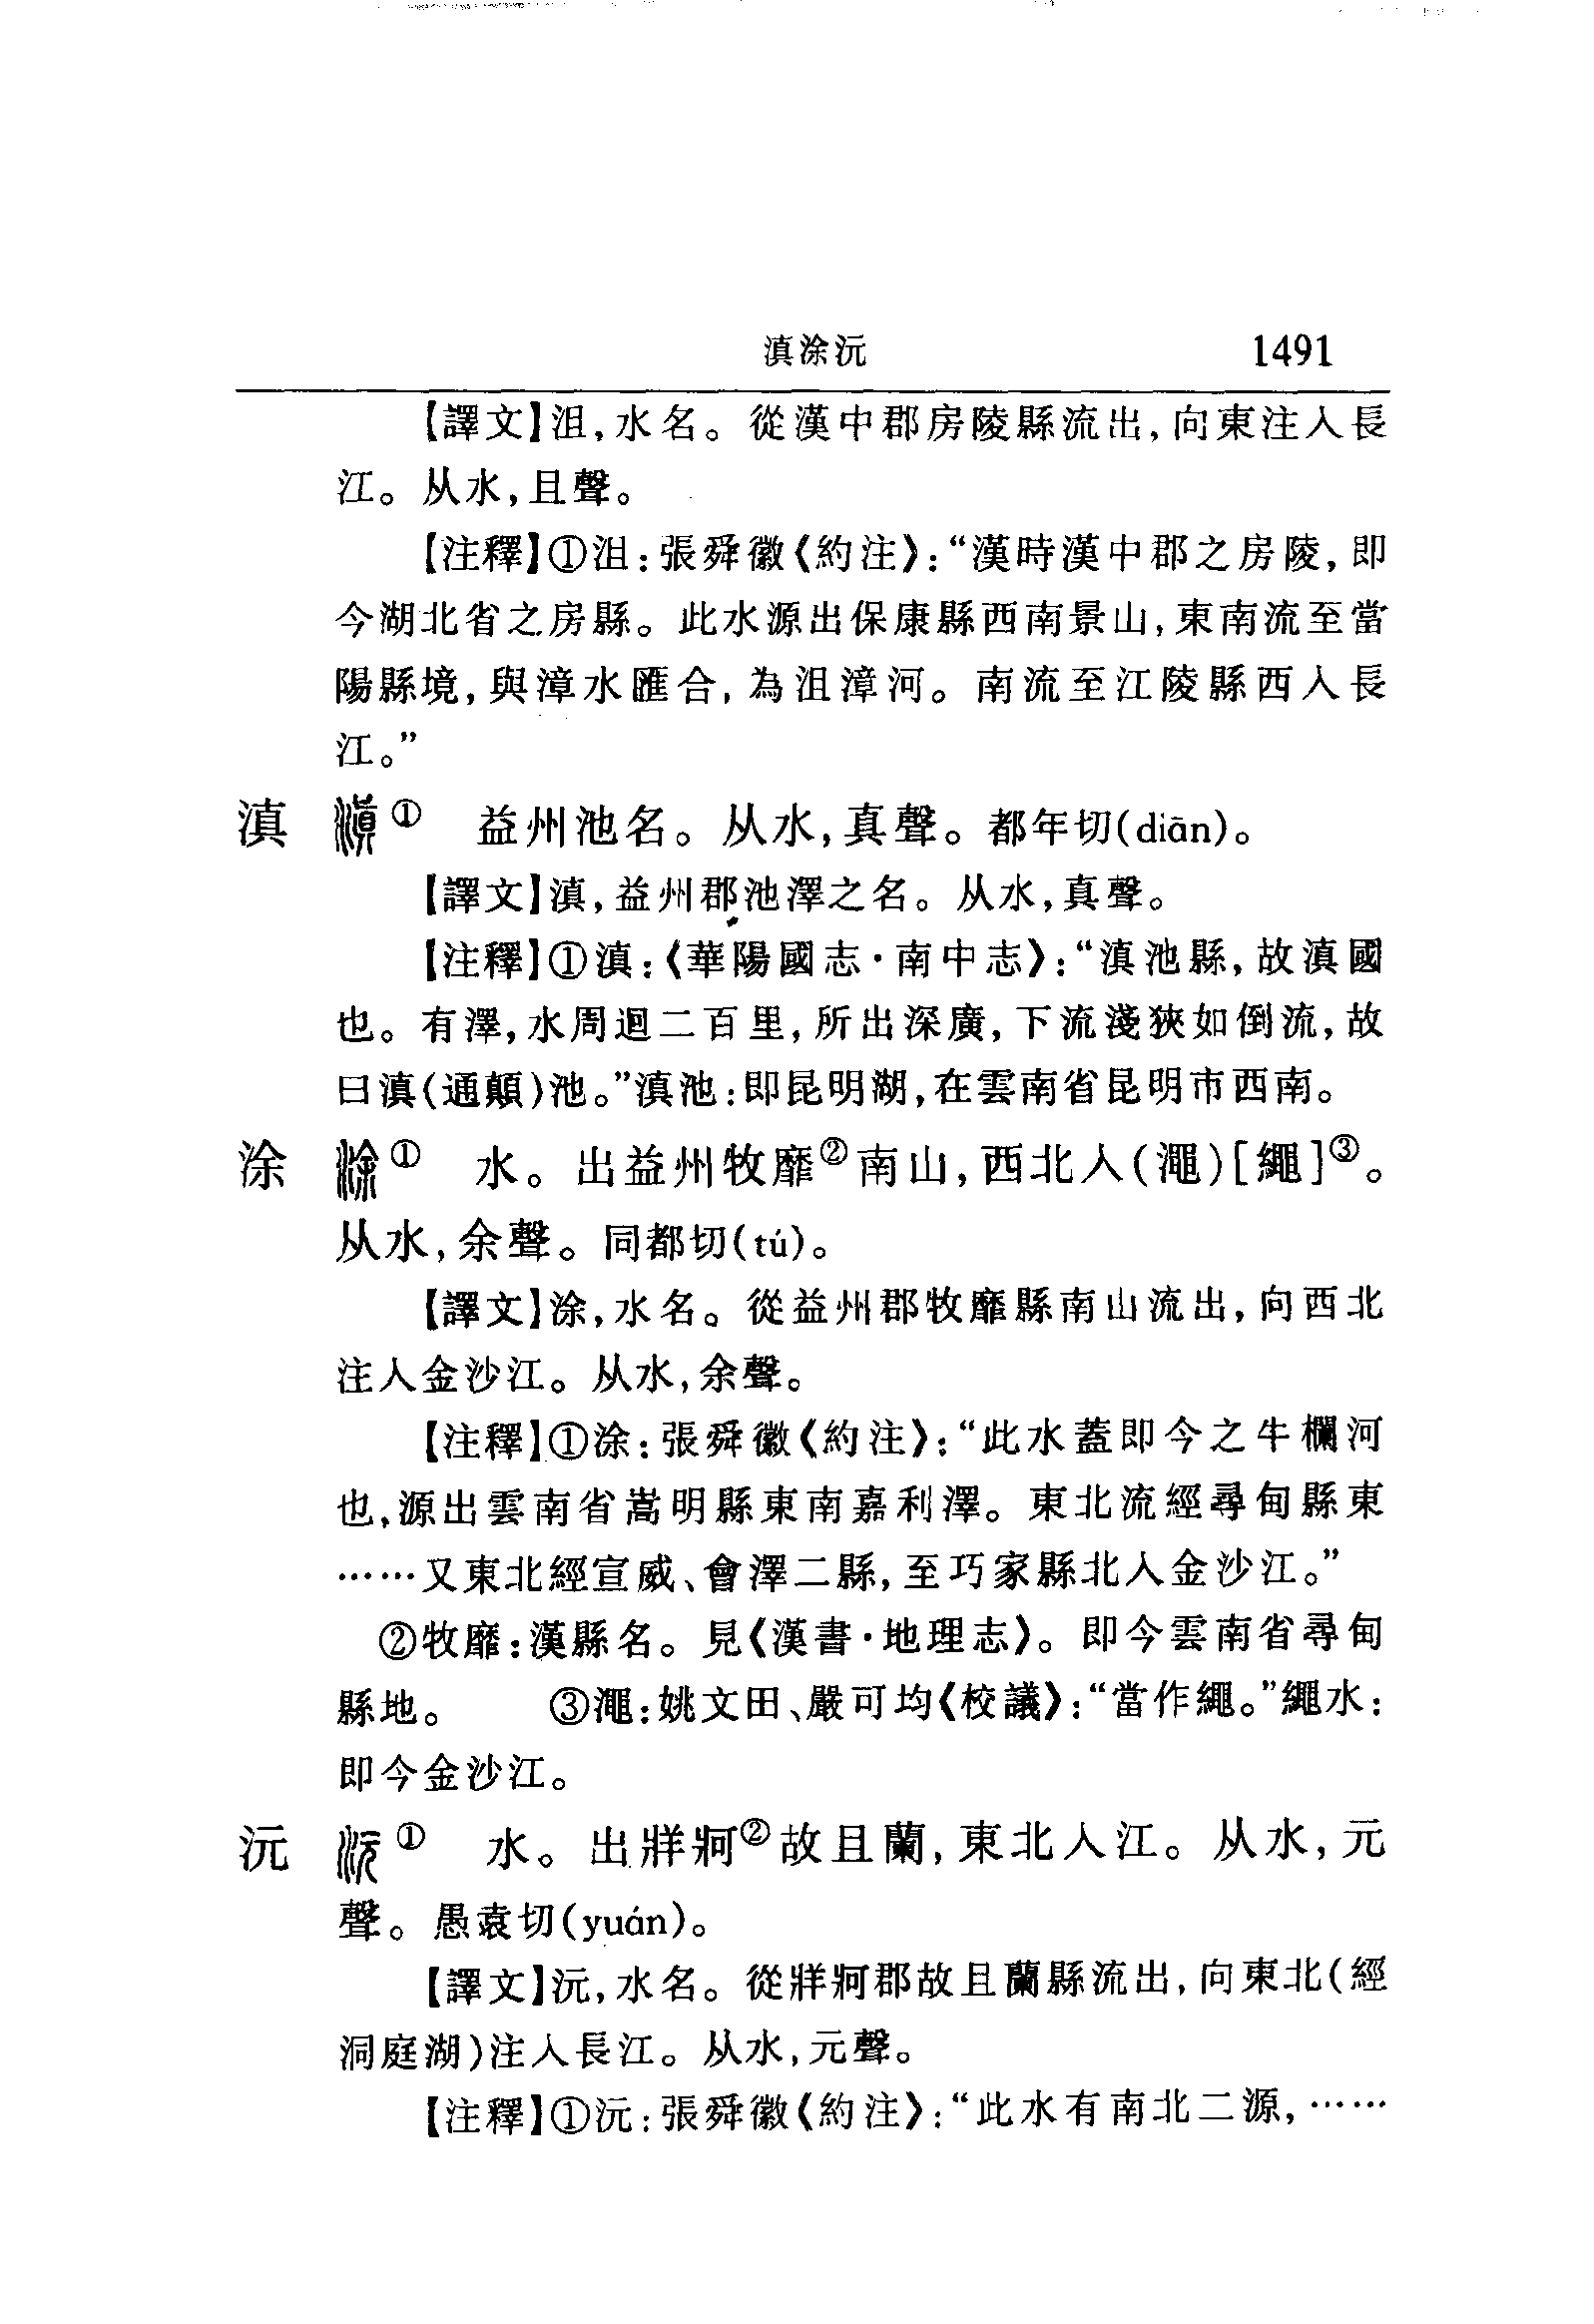 滇涂沅 1491
【譯文】沮,水名。從漢中郡房陵縣流出,向東注入長
江。从水,且聲。
【注釋】①沮:張舜徽《約注》:“漢時漢中郡之房陵,即
今湖北省之房縣。此水源出保康縣西南景山,東南流至當
陽縣境,與漳水匯合,為沮漳河。南流至江陵縣西入長
江。”
滇 ① 益州池名。从水,真聲。都年切(diān)。
【譯文】滇,益州郡池澤之名。从水,真聲。
【注釋】①滇:《華陽國志·南中志》:“滇池縣,故滇國
也。有澤,水周迴二百里,所出深廣,下流淺狹如倒流,故
曰滇(通顛)池。”滇池:即昆明湖,在雲南省昆明市西南。
涂 ① 水。出益州牧靡②南山,西北入(澠)[繩]③。
从水,余聲。同都切(tú)。
【譯文】涂,水名。從益州郡牧靡縣南山流出,向西北
注入金沙江。从水,余聲。
【注釋】①涂:張舜徽《約注》:“此水蓋即今之牛欄河
也,源出雲南省嵩明縣東南嘉利澤。東北流經尋甸縣東
……又東北經宣威、會澤二縣,至巧家縣北入金沙江。”
②牧靡:漢縣名。見《漢書·地理志》。即今雲南省尋甸
縣地。 ③澠:姚文田、嚴可均《校議》:“當作繩。”繩水:
即今金沙江。
沅 ① 水。出牂牁②故且蘭,東北入江。从水,元
聲。愚袁切(yuán)。
【譯文】沅,水名。從牂牁郡故且蘭縣流出,向東北(經
洞庭湖)注入長江。从水,元聲。
【注釋】①沅:張舜徽《約注》:“此水有南北二源,……